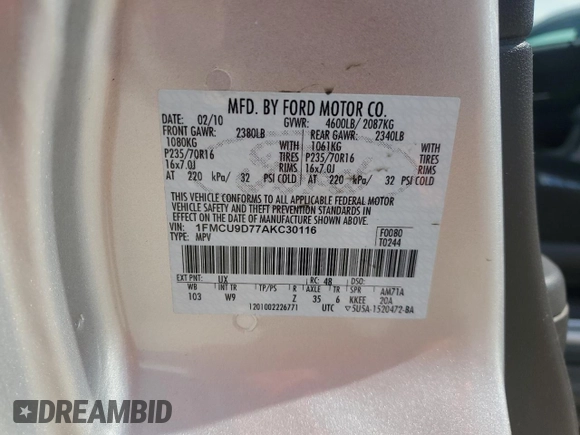 MFD. BY FORD MOTOR CO.
DATE: 02/10 GVWR: 4600LB/ 2087KG
FRONT GAWR: 2380LB REAR GAWR: 2340LB
1080KG WITH 1061KG WITH
P235/70R16 TIRES P235/70R16 TIRES
16x7.0J RIMS 16x7.0J RIMS
AT 220 kPa/ 32 PSI COLD AT 220 kPa/ 32 PSI COLD
THIS VEHICLE CONFORMS TO ALL APPLICABLE FEDERAL MOTOR
VEHICLE SAFETY AND THEFT PREVENTION STANDARDS IN
EFFECT ON THE DATE OF MANUFACTURE SHOWN ABOVE.
VIN: 1FMCU9D77AKC30116 F0080
TYPE: MPV T0244
EXT PNT: UX RC: 48 DSO:
WB INT TR TP/PS R AXLE TR SPR AM71A
103 W9 Z 35 6 KKEE 20A
1201002226771 UTC ▽5U5A-1520472-BA
DREAMBID